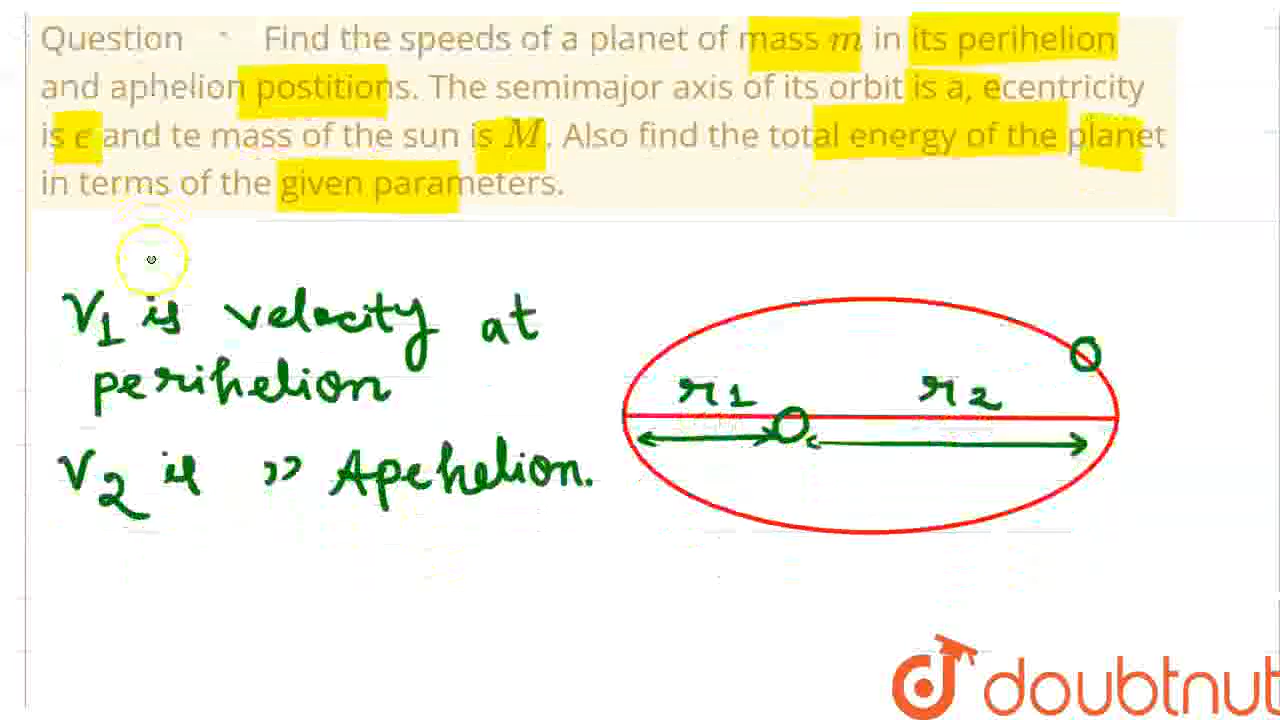 Question - Find the speeds of a planet of mass m in its perihelion
and aphelion postitions. The semimajor axis of its orbit is a, ecentricity
is e and te mass of the sun is M. Also find the total energy of the planet
in terms of the given parameters.
V1 is velocity at
perihelion
V2 is " Apehelion.
r1 r2
doubtnut